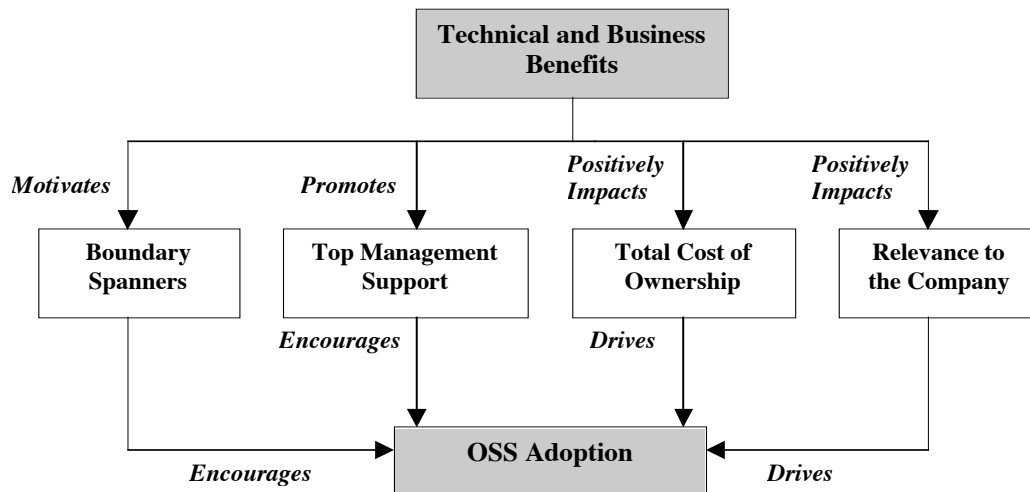 Technical and Business
Benefits
Motivates
Promotes
Positively
Impacts
Positively
Impacts
Boundary
Spanners
Top Management
Support
Total Cost of
Ownership
Relevance to
the Company
Encourages
Drives
OSS Adoption
Encourages
Drives